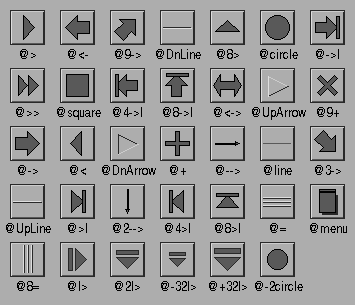 @> @<- @9-> @DnLine @8> @circle @->|
@>> @square @4->| @8->| @<-> @UpArrow @9+
@-> @< @DnArrow @+ @--> @line @3->
@UpLine @>| @2--> @4>| @8>| @= @menu
@8= @|> @2|> @-32|> @+32|> @-2circle